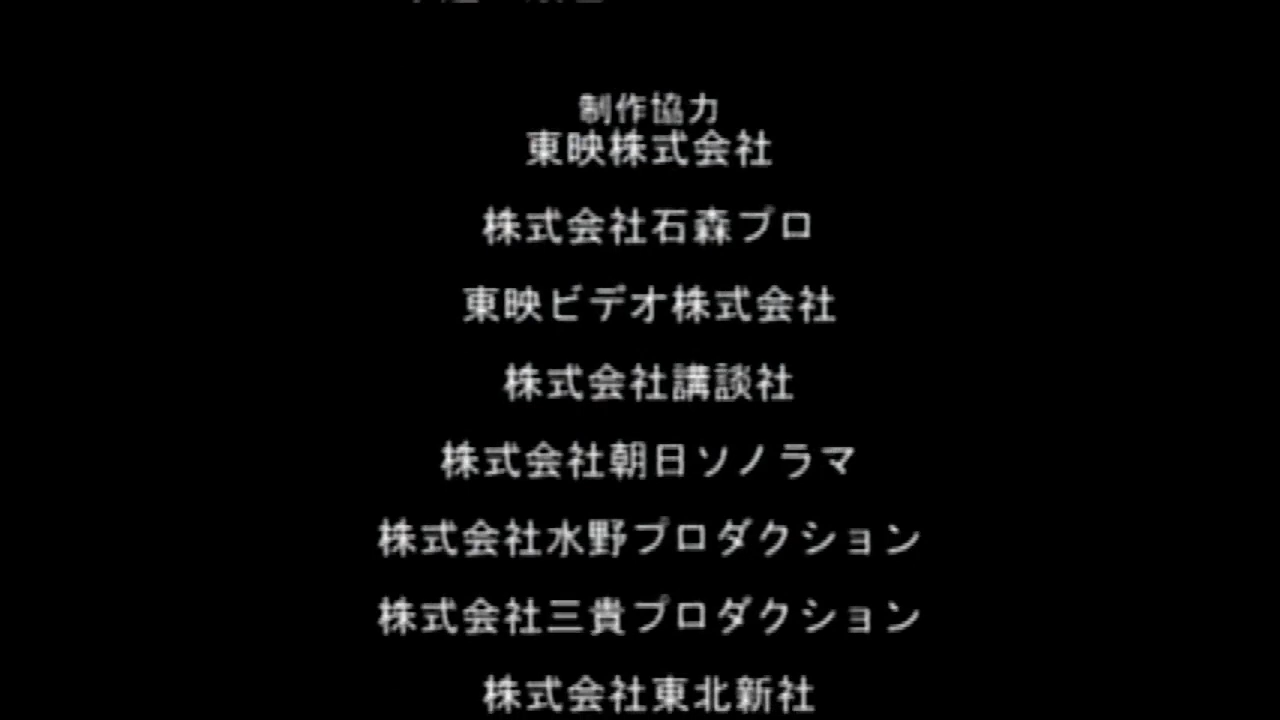 制作協力
東映株式会社
株式会社石森プロ
東映ビデオ株式会社
株式会社講談社
株式会社朝日ソノラマ
株式会社水野プロダクション
株式会社三貴プロダクション
株式会社東北新社